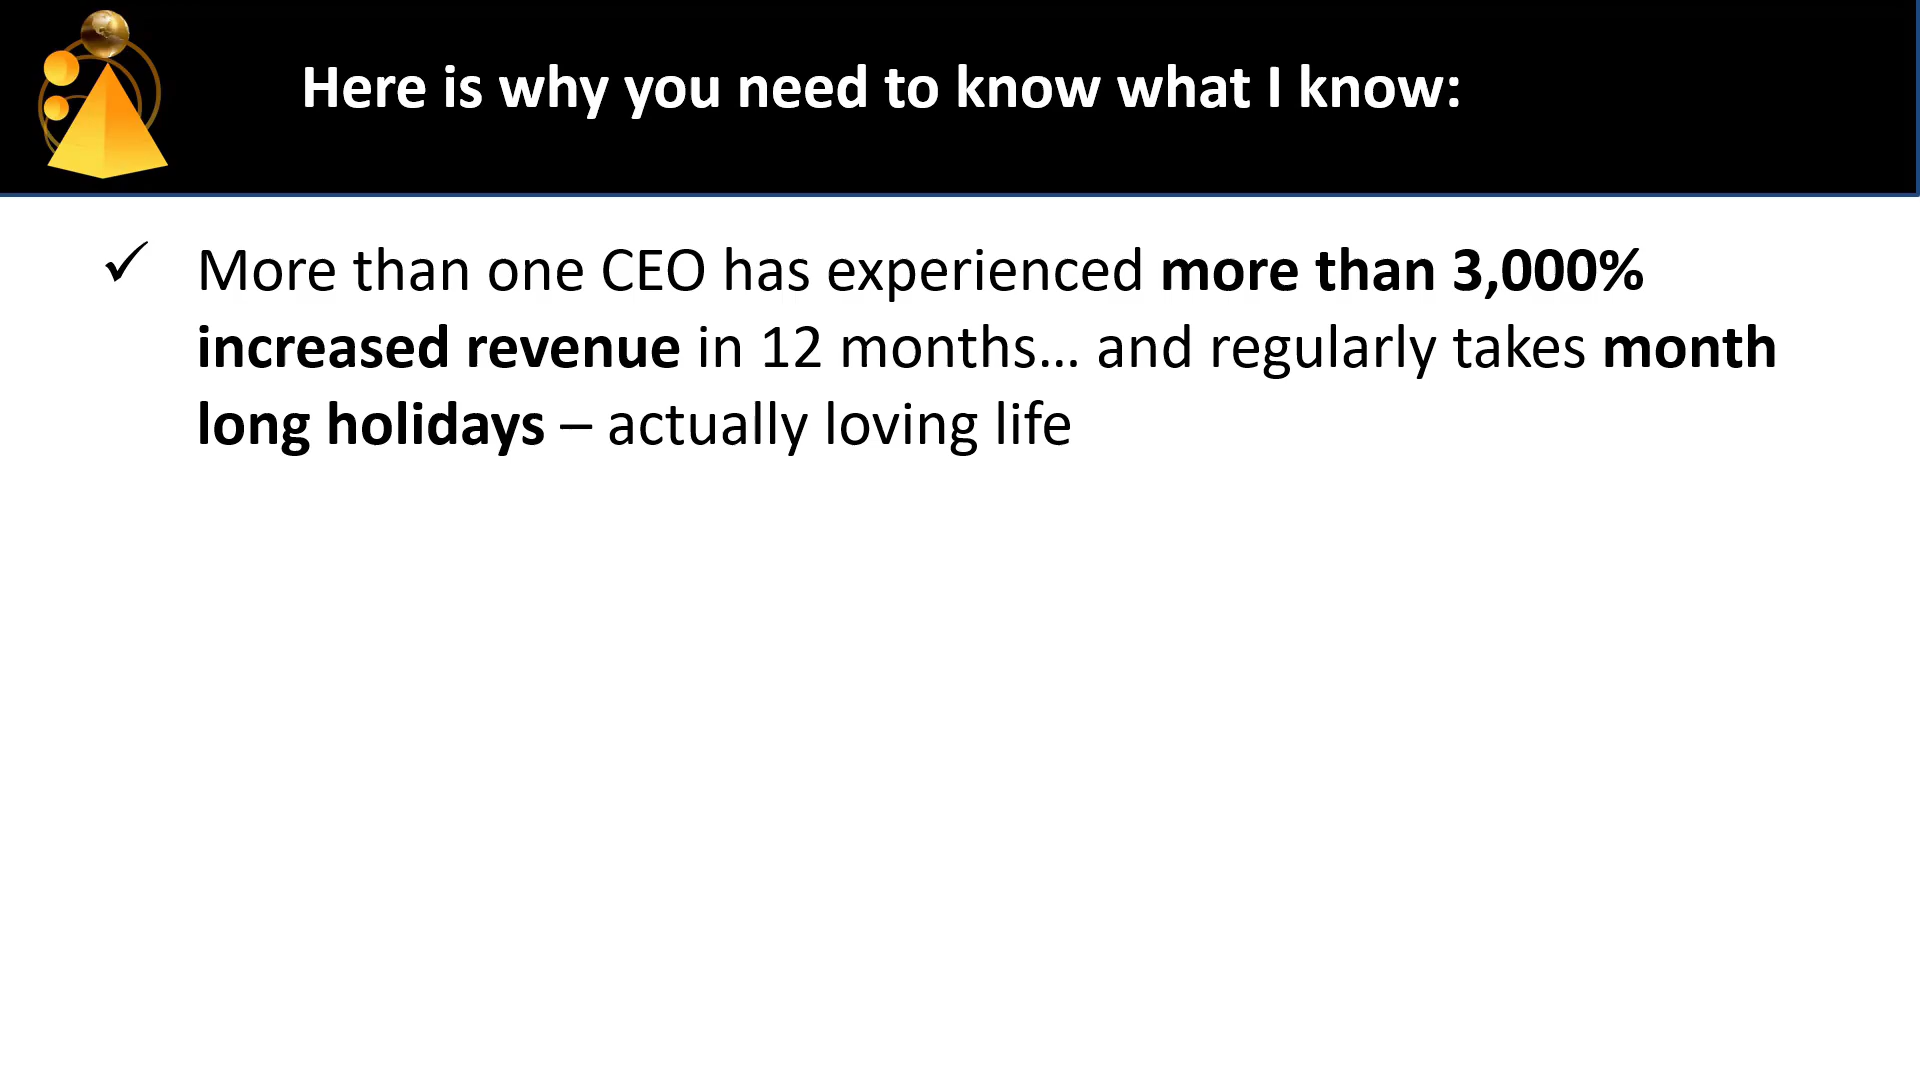 Here is why you need to know what I know:
✓ More than one CEO has experienced more than 3,000%
increased revenue in 12 months… and regularly takes month
long holidays – actually loving life